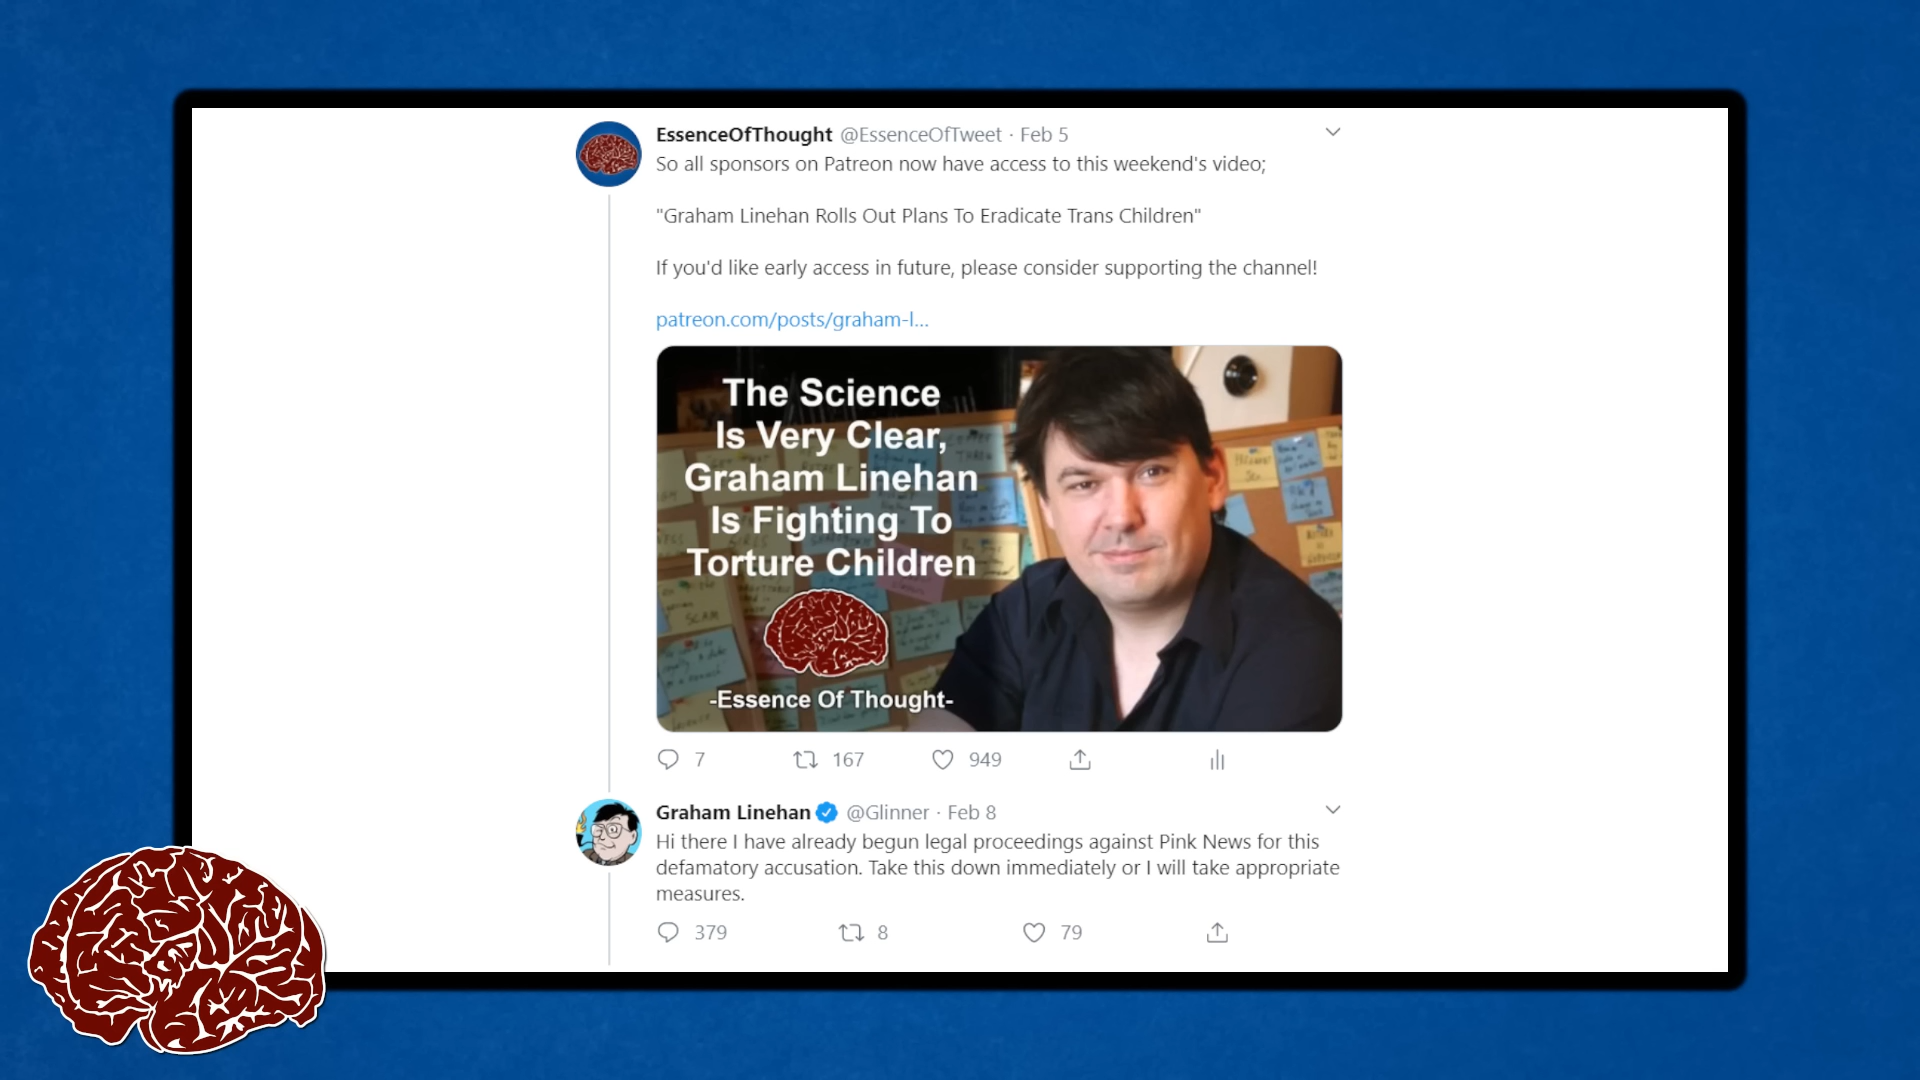 EssenceOfThought @EssenceOfTweet · Feb 5
So all sponsors on Patreon now have access to this weekend's video;
"Graham Linehan Rolls Out Plans To Eradicate Trans Children"
If you'd like early access in future, please consider supporting the channel!
patreon.com/posts/graham-l...
The Science
Is Very Clear,
Graham Linehan
Is Fighting To
Torture Children
-Essence Of Thought-
7 167 949
Graham Linehan @Glinner · Feb 8
Hi there I have already begun legal proceedings against Pink News for this
defamatory accusation. Take this down immediately or I will take appropriate
measures.
379 8 79